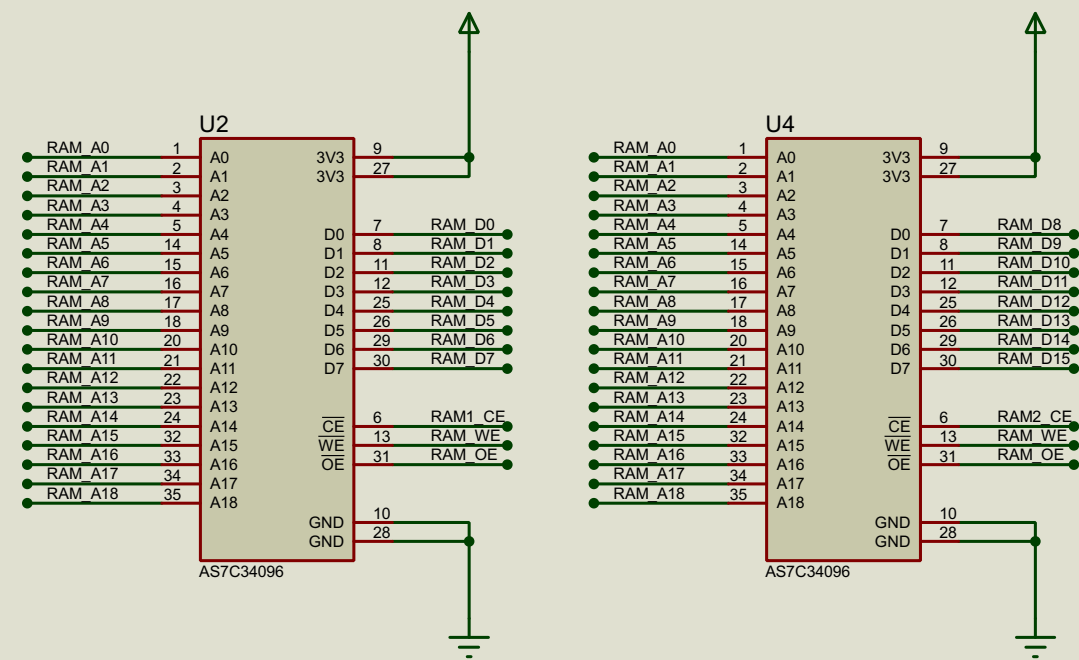 U2
RAM_A0 1 A0 3V3 9
RAM_A1 2 A1 3V3 27
RAM_A2 3 A2
RAM_A3 4 A3
RAM_A4 5 A4 D0 7 RAM_D0
RAM_A5 14 A5 D1 8 RAM_D1
RAM_A6 15 A6 D2 11 RAM_D2
RAM_A7 16 A7 D3 12 RAM_D3
RAM_A8 17 A8 D4 25 RAM_D4
RAM_A9 18 A9 D5 26 RAM_D5
RAM_A10 20 A10 D6 29 RAM_D6
RAM_A11 21 A11 D7 30 RAM_D7
RAM_A12 22 A12
RAM_A13 23 A13
RAM_A14 24 A14 CE 6 RAM1_CE
RAM_A15 32 A15 WE 13 RAM_WE
RAM_A16 33 A16 OE 31 RAM_OE
RAM_A17 34 A17
RAM_A18 35 A18
GND 10
GND 28
AS7C34096
U4
RAM_A0 1 A0 3V3 9
RAM_A1 2 A1 3V3 27
RAM_A2 3 A2
RAM_A3 4 A3
RAM_A4 5 A4 D0 7 RAM_D8
RAM_A5 14 A5 D1 8 RAM_D9
RAM_A6 15 A6 D2 11 RAM_D10
RAM_A7 16 A7 D3 12 RAM_D11
RAM_A8 17 A8 D4 25 RAM_D12
RAM_A9 18 A9 D5 26 RAM_D13
RAM_A10 20 A10 D6 29 RAM_D14
RAM_A11 21 A11 D7 30 RAM_D15
RAM_A12 22 A12
RAM_A13 23 A13
RAM_A14 24 A14 CE 6 RAM2_CE
RAM_A15 32 A15 WE 13 RAM_WE
RAM_A16 33 A16 OE 31 RAM_OE
RAM_A17 34 A17
RAM_A18 35 A18
GND 10
GND 28
AS7C34096